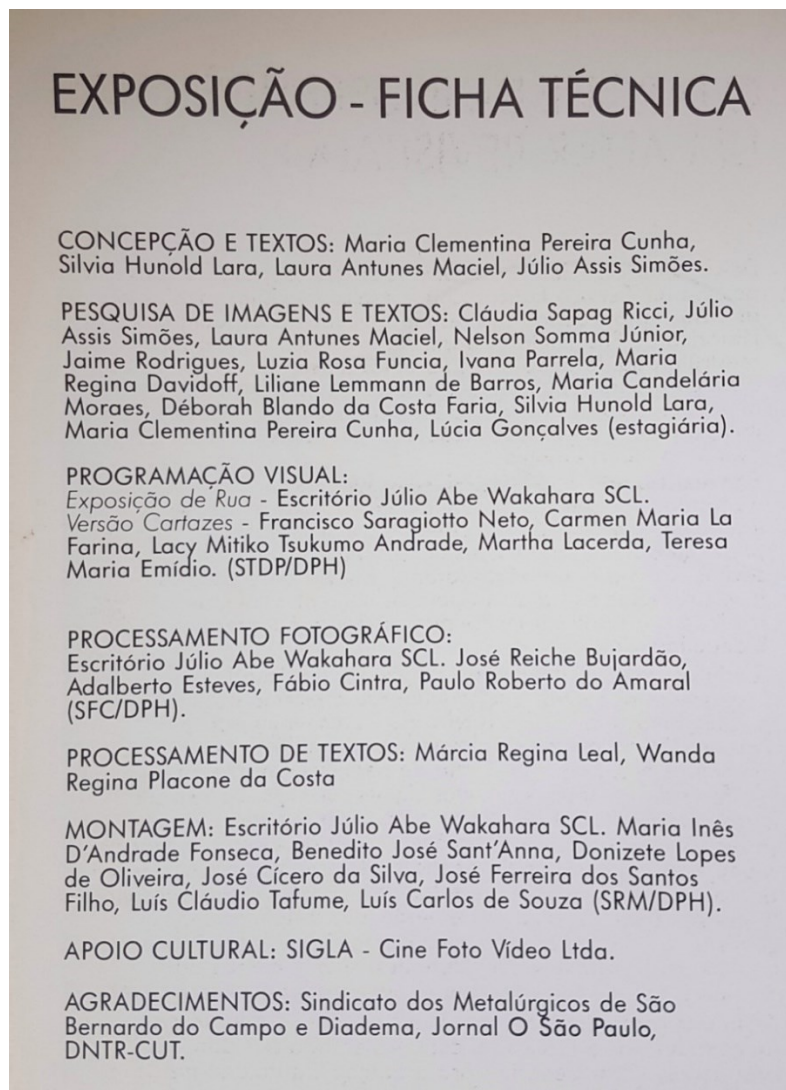 EXPOSIÇÃO - FICHA TÉCNICA
CONCEPÇÃO E TEXTOS: Maria Clementina Pereira Cunha,
Silvia Hunold Lara, Laura Antunes Maciel, Júlio Assis Simões.
PESQUISA DE IMAGENS E TEXTOS: Cláudia Sapag Ricci, Júlio
Assis Simões, Laura Antunes Maciel, Nelson Somma Júnior,
Jaime Rodrigues, Luzia Rosa Funcia, Ivana Parrela, Maria
Regina Davidoff, Liliane Lemmann de Barros, Maria Candelária
Moraes, Déborah Blando da Costa Faria, Silvia Hunold Lara,
Maria Clementina Pereira Cunha, Lúcia Gonçalves (estagiária).
PROGRAMAÇÃO VISUAL:
Exposição de Rua - Escritório Júlio Abe Wakahara SCL.
Versão Cartazes - Francisco Saragiotto Neto, Carmen Maria La
Farina, Lacy Mitiko Tsukumo Andrade, Martha Lacerda, Teresa
Maria Emídio. (STDP/DPH)
PROCESSAMENTO FOTOGRÁFICO:
Escritório Júlio Abe Wakahara SCL. José Reiche Bujardão,
Adalberto Esteves, Fábio Cintra, Paulo Roberto do Amaral
(SFC/DPH).
PROCESSAMENTO DE TEXTOS: Márcia Regina Leal, Wanda
Regina Placone da Costa
MONTAGEM: Escritório Júlio Abe Wakahara SCL. Maria Inês
D'Andrade Fonseca, Benedito José Sant'Anna, Donizete Lopes
de Oliveira, José Cícero da Silva, José Ferreira dos Santos
Filho, Luís Cláudio Tafume, Luís Carlos de Souza (SRM/DPH).
APOIO CULTURAL: SIGLA - Cine Foto Vídeo Ltda.
AGRADECIMENTOS: Sindicato dos Metalúrgicos de São
Bernardo do Campo e Diadema, Jornal O São Paulo,
DNTR-CUT.